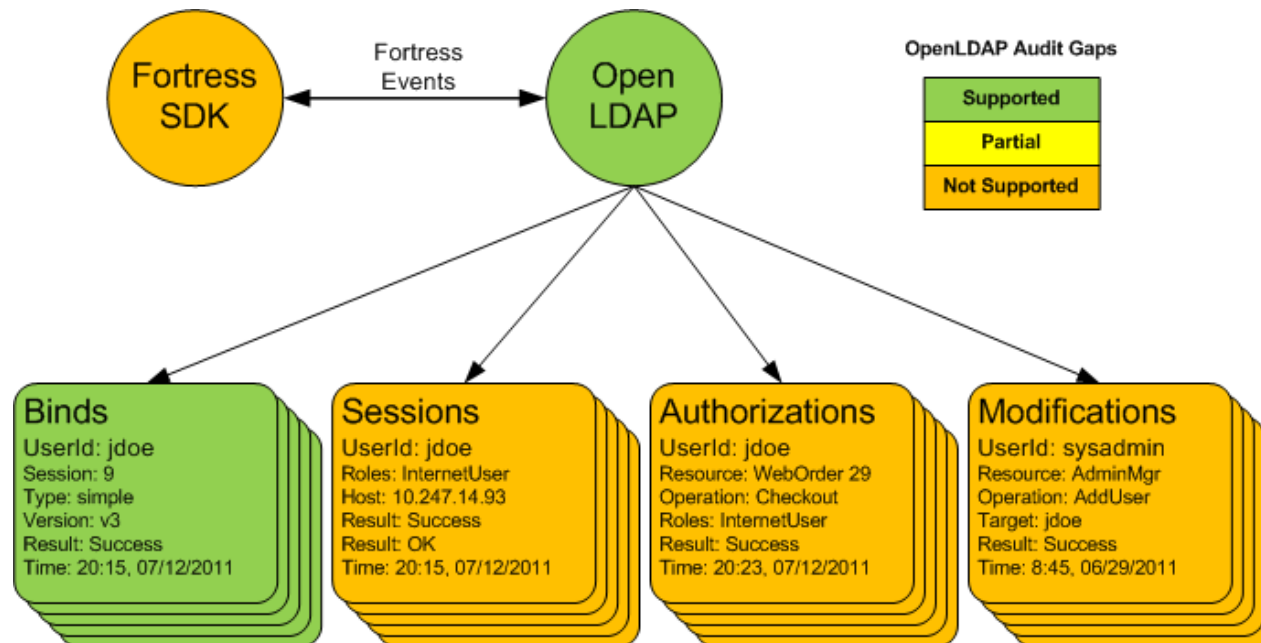 Fortress
SDK
Fortress
Events
Open
LDAP
OpenLDAP Audit Gaps
Supported
Partial
Not Supported
Binds
UserId: jdoe
Session: 9
Type: simple
Version: v3
Result: Success
Time: 20:15, 07/12/2011
Sessions
UserId: jdoe
Roles: InternetUser
Host: 10.247.14.93
Result: Success
Result: OK
Time: 20:15, 07/12/2011
Authorizations
UserId: jdoe
Resource: WebOrder 29
Operation: Checkout
Roles: InternetUser
Result: Success
Time: 20:23, 07/12/2011
Modifications
UserId: sysadmin
Resource: AdminMgr
Operation: AddUser
Target: jdoe
Result: Success
Time: 8:45, 06/29/2011